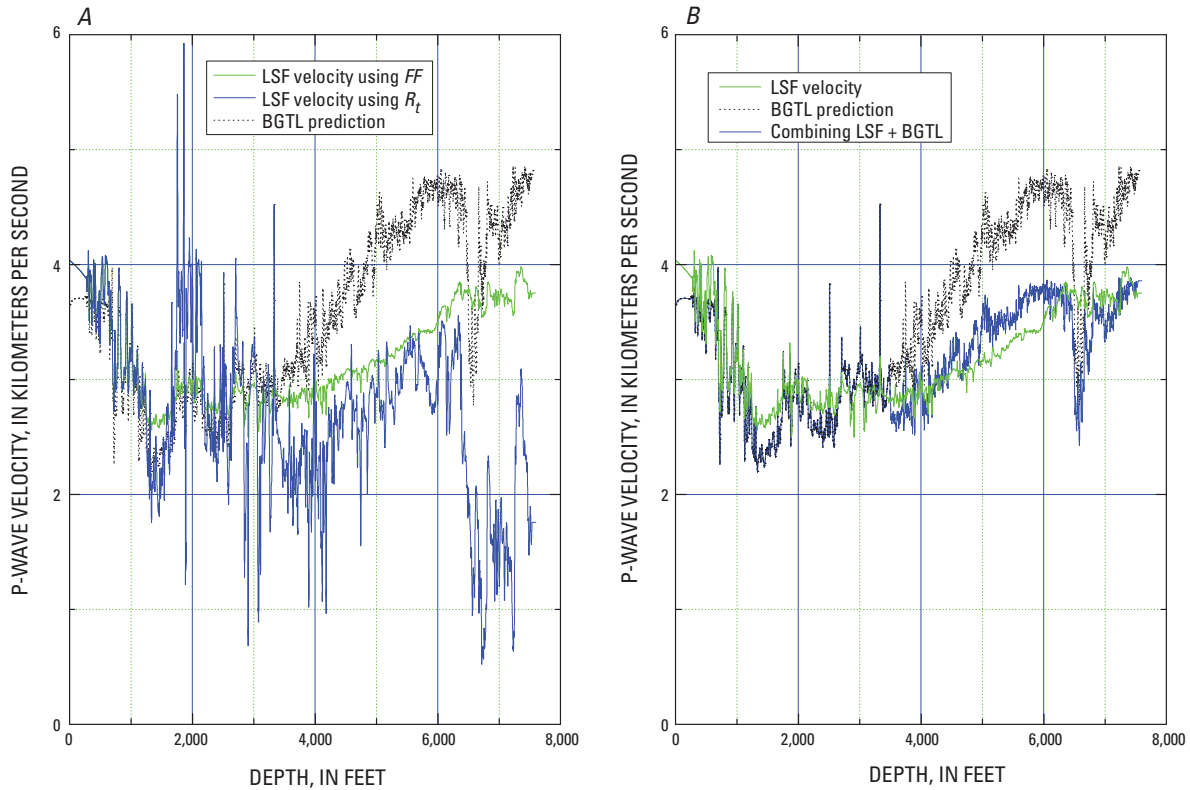 A
P-WAVE VELOCITY, IN KILOMETERS PER SECOND
6
4
2
0
LSF velocity using FF
LSF velocity using Rt
BGTL prediction
0 2,000 4,000 6,000 8,000
DEPTH, IN FEET
B
P-WAVE VELOCITY, IN KILOMETERS PER SECOND
6
4
2
0
LSF velocity
BGTL prediction
Combining LSF + BGTL
0 2,000 4,000 6,000 8,000
DEPTH, IN FEET